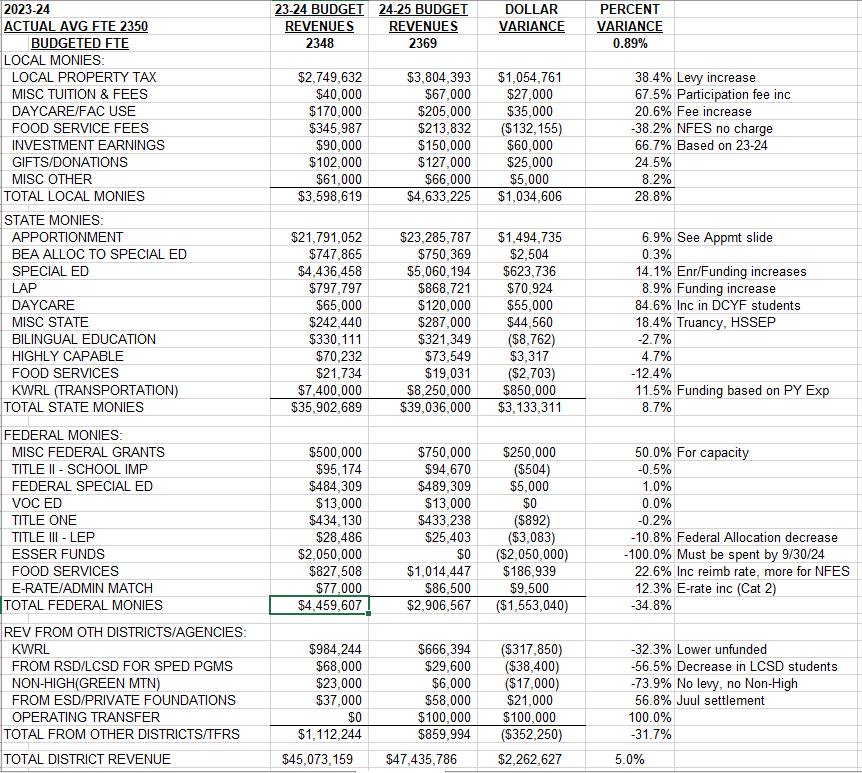 2023-24 23-24 BUDGET 24-25 BUDGET DOLLAR PERCENT
ACTUAL AVG FTE 2350 REVENUES REVENUES VARIANCE VARIANCE
BUDGETED FTE 2348 2369 0.89%
LOCAL MONIES:
LOCAL PROPERTY TAX $2,749,632 $3,804,393 $1,054,761 38.4% Levy increase
MISC TUITION & FEES $40,000 $67,000 $27,000 67.5% Participation fee inc
DAYCARE/FAC USE $170,000 $205,000 $35,000 20.6% Fee increase
FOOD SERVICE FEES $345,987 $213,832 ($132,155) -38.2% NFES no charge
INVESTMENT EARNINGS $90,000 $150,000 $60,000 66.7% Based on 23-24
GIFTS/DONATIONS $102,000 $127,000 $25,000 24.5%
MISC OTHER $61,000 $66,000 $5,000 8.2%
TOTAL LOCAL MONIES $3,598,619 $4,633,225 $1,034,606 28.8%
STATE MONIES:
APPORTIONMENT $21,791,052 $23,285,787 $1,494,735 6.9% See Appmt slide
BEA ALLOC TO SPECIAL ED $747,865 $750,369 $2,504 0.3%
SPECIAL ED $4,436,458 $5,060,194 $623,736 14.1% Enr/Funding increases
LAP $797,797 $868,721 $70,924 8.9% Funding increase
DAYCARE $65,000 $120,000 $55,000 84.6% Inc in DCYF students
MISC STATE $242,440 $287,000 $44,560 18.4% Truancy, HSSEP
BILINGUAL EDUCATION $330,111 $321,349 ($8,762) -2.7%
HIGHLY CAPABLE $70,232 $73,549 $3,317 4.7%
FOOD SERVICES $21,734 $19,031 ($2,703) -12.4%
KWRL (TRANSPORTATION) $7,400,000 $8,250,000 $850,000 11.5% Funding based on PY Exp
TOTAL STATE MONIES $35,902,689 $39,036,000 $3,133,311 8.7%
FEDERAL MONIES:
MISC FEDERAL GRANTS $500,000 $750,000 $250,000 50.0% For capacity
TITLE II - SCHOOL IMP $95,174 $94,670 ($504) -0.5%
FEDERAL SPECIAL ED $484,309 $489,309 $5,000 1.0%
VOC ED $13,000 $13,000 $0 0.0%
TITLE ONE $434,130 $433,238 ($892) -0.2%
TITLE III - LEP $28,486 $25,403 ($3,083) -10.8% Federal Allocation decrease
ESSER FUNDS $2,050,000 $0 ($2,050,000) -100.0% Must be spent by 9/30/24
FOOD SERVICES $827,508 $1,014,447 $186,939 22.6% Inc reimb rate, more for NFES
E-RATE/ADMIN MATCH $77,000 $86,500 $9,500 12.3% E-rate inc (Cat 2)
TOTAL FEDERAL MONIES $4,459,607 $2,906,567 ($1,553,040) -34.8%
REV FROM OTH DISTRICTS/AGENCIES:
KWRL $984,244 $666,394 ($317,850) -32.3% Lower unfunded
FROM RSD/LCSD FOR SPED PGMS $68,000 $29,600 ($38,400) -56.5% Decrease in LCSD students
NON-HIGH(GREEN MTN) $23,000 $6,000 ($17,000) -73.9% No levy, no Non-High
FROM ESD/PRIVATE FOUNDATIONS $37,000 $58,000 $21,000 56.8% Juul settlement
OPERATING TRANSFER $0 $100,000 $100,000 100.0%
TOTAL FROM OTHER DISTRICTS/TFRS $1,112,244 $859,994 ($352,250) -31.7%
TOTAL DISTRICT REVENUE $45,073,159 $47,435,786 $2,262,627 5.0%